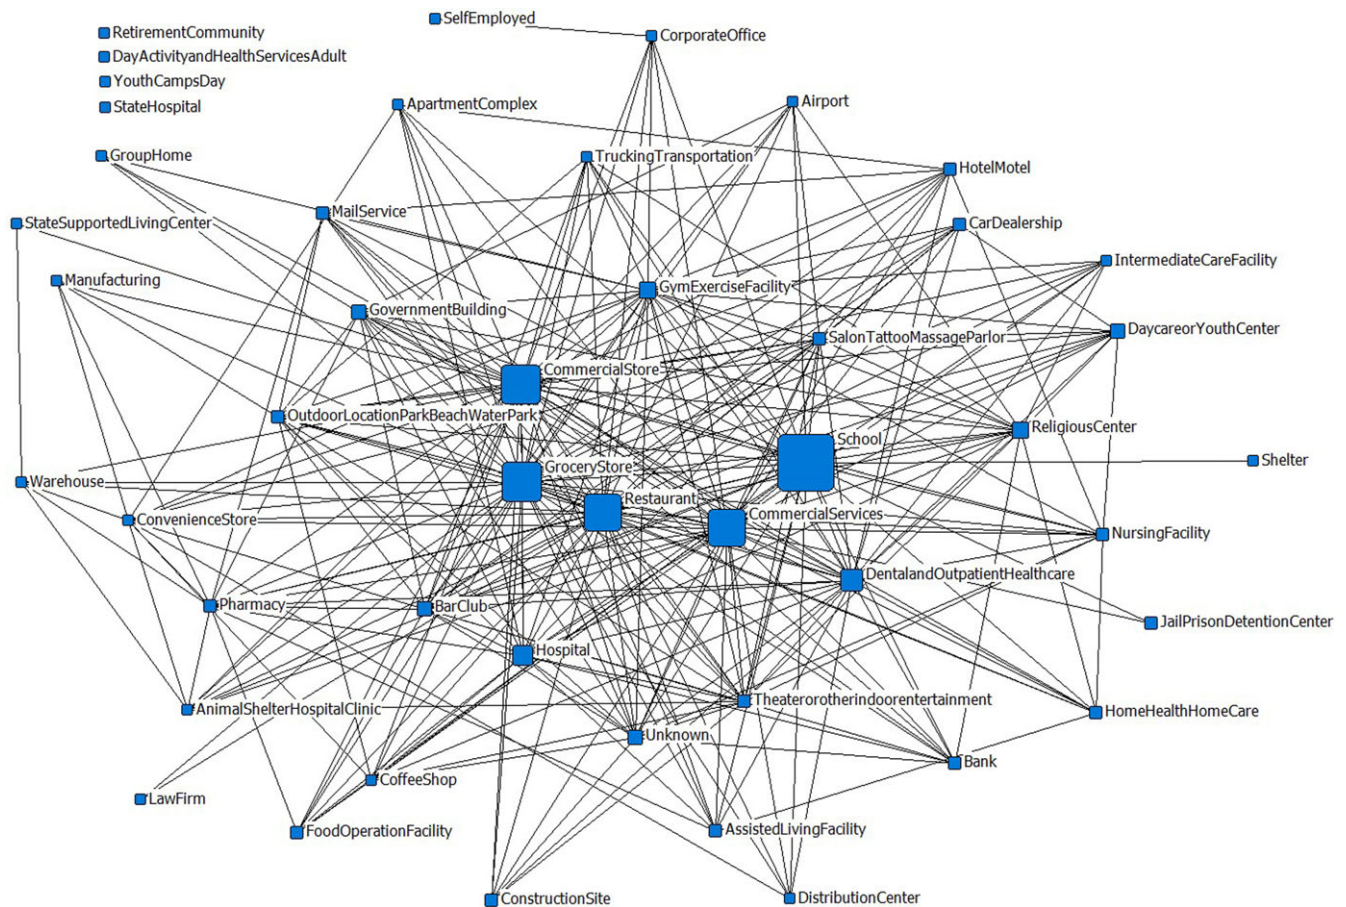 SelfEmployed
RetirementCommunity
CorporateOffice
DayActivityandHealthServicesAdult
YouthCampsDay
StateHospital
ApartmentComplex
Airport
GroupHome
TruckingTransportation
HotelMotel
MailService
StateSupportedLivingCenter
CarDealership
IntermediateCareFacility
Manufacturing
GymExerciseFacility
GovernmentBuilding
DaycareorYouthCenter
SalonTattooMassageParlor
CommercialStore
OutdoorLocationParkBeachWaterPark
ReligiousCenter
School
Shelter
GroceryStore
Warehouse
Restaurant
CommercialServices
ConvenienceStore
NursingFacility
DentalandOutpatientHealthcare
Pharmacy
BarClub
JailPrisonDetentionCenter
Hospital
Theaterorotherindoorentertainment
AnimalShelterHospitalClinic
HomeHealthHomeCare
Unknown
Bank
CoffeeShop
LawFirm
FoodOperationFacility
AssistedLivingFacility
ConstructionSite
DistributionCenter